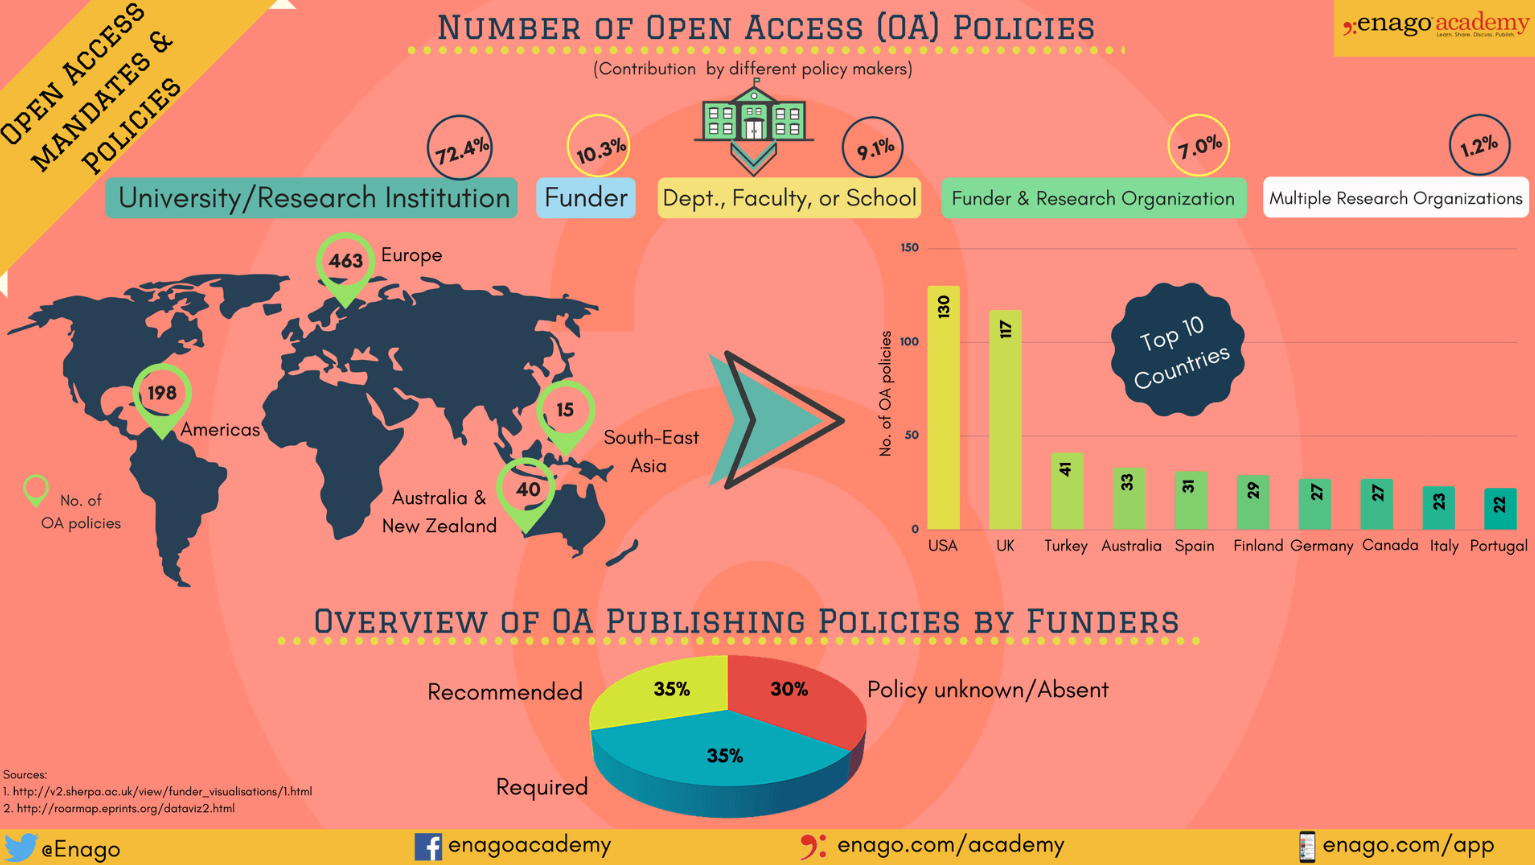 OPEN ACCESS
MANDATES &
POLICIES
NUMBER OF OPEN ACCESS (OA) POLICIES
(Contribution by different policy makers)
enago academy
Learn. Share. Discuss. Publish.
72.4%
10.3%
9.1%
7.0%
1.2%
University/Research Institution
Funder
Dept., Faculty, or School
Funder & Research Organization
Multiple Research Organizations
463
Europe
198
Americas
15
South-East
Asia
40
Australia &
New Zealand
No. of
OA policies
No. of OA policies
150
100
50
0
Top 10
Countries
130
117
41
33
31
29
27
27
23
22
USA
UK
Turkey
Australia
Spain
Finland
Germany
Canada
Italy
Portugal
OVERVIEW OF OA PUBLISHING POLICIES BY FUNDERS
Recommended
35%
30%
Policy unknown/Absent
35%
Required
Sources:
1. http://v2.sherpa.ac.uk/view/funder_visualisations/1.html
2. http://roarmap.eprints.org/dataviz2.html
@Enago
enagoacademy
enago.com/academy
enago.com/app